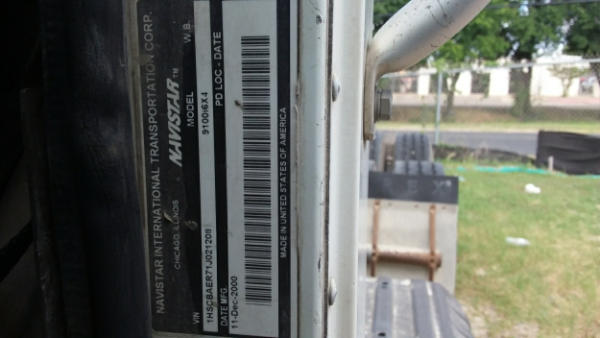 NAVISTAR INTERNATIONAL TRANSPORTATION CORP.
CHICAGO, ILLINOIS
NAVISTAR™
MODEL W.B.
9100I6X4
VIN PD LOC - DATE
1HSCBAER71J021208
DATE MFG
11-Dec-2000
MADE IN UNITED STATES OF AMERICA